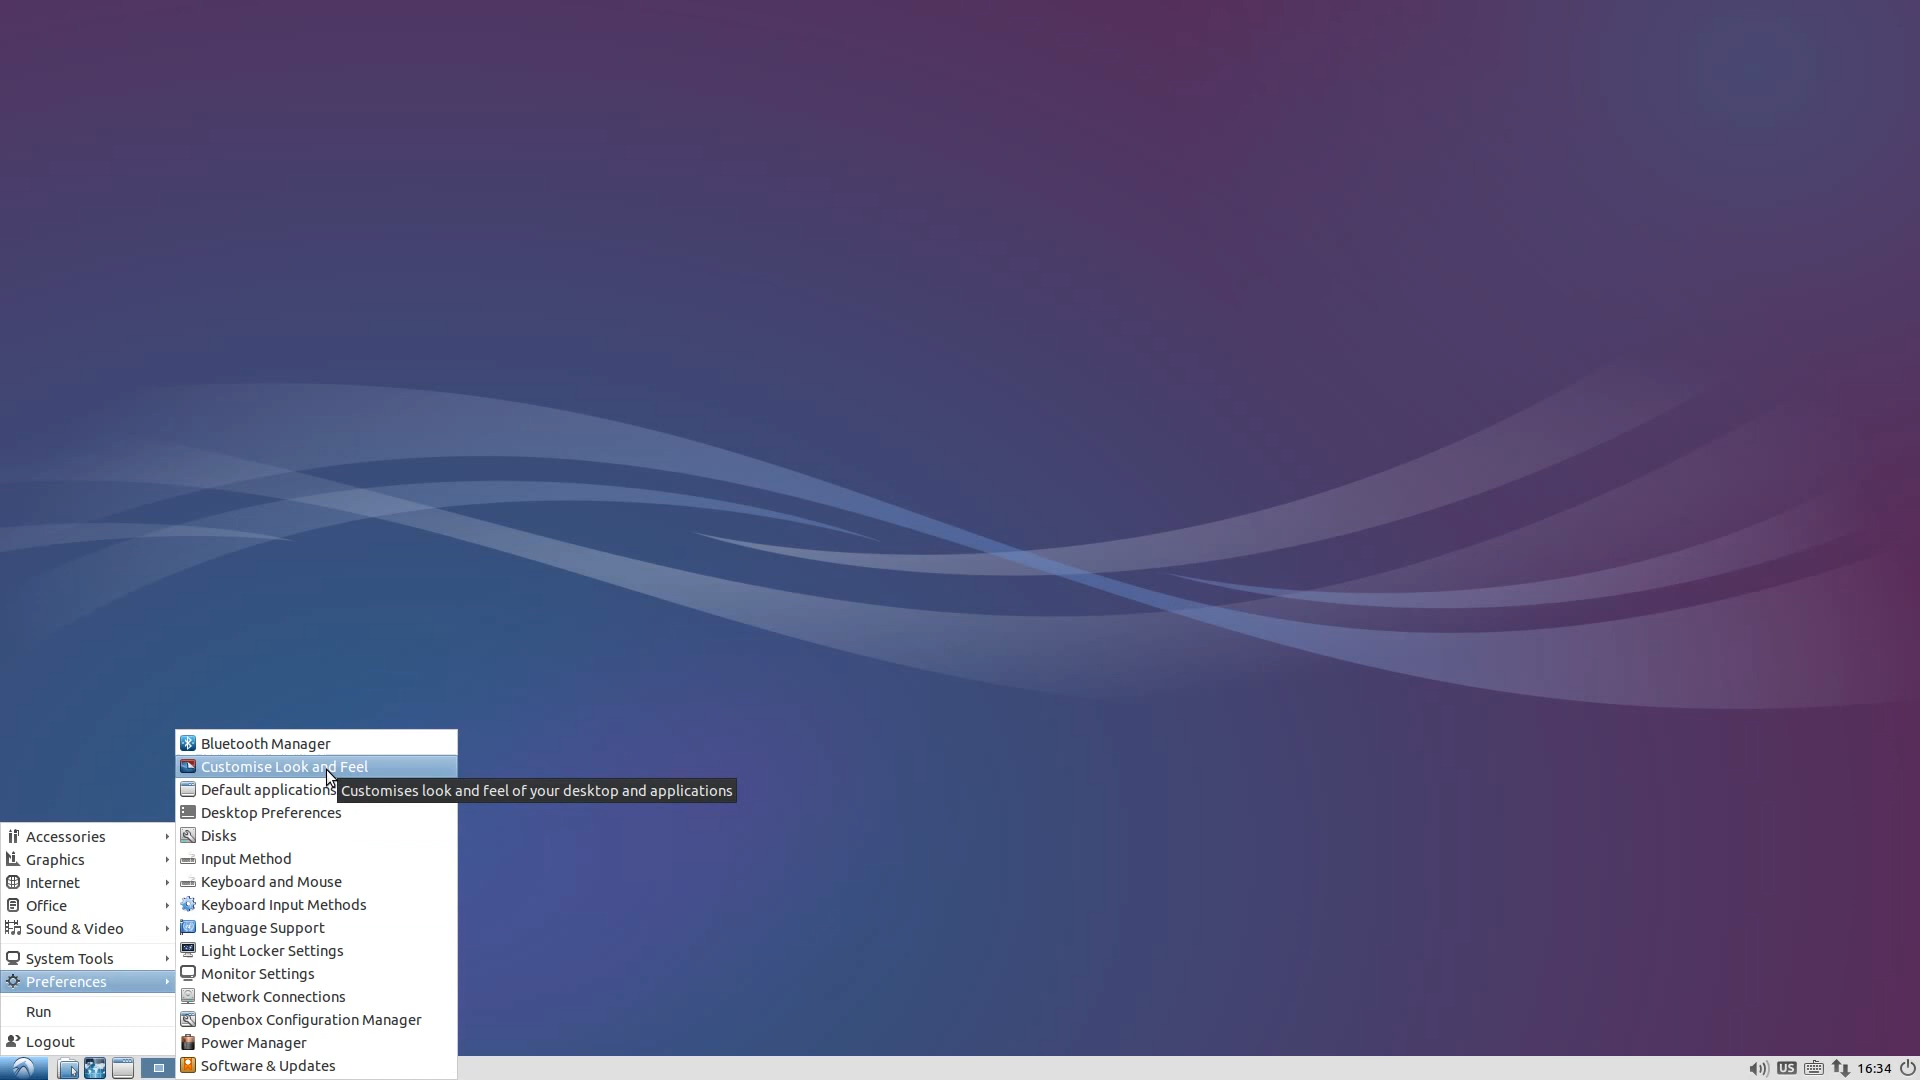 Bluetooth Manager
Customise Look and Feel
Default applications
Customises look and feel of your desktop and applications
Desktop Preferences
Disks
Input Method
Keyboard and Mouse
Keyboard Input Methods
Language Support
Light Locker Settings
Monitor Settings
Network Connections
Openbox Configuration Manager
Power Manager
Software & Updates
Accessories
Graphics
Internet
Office
Sound & Video
System Tools
Preferences
Run
Logout
US
16:34